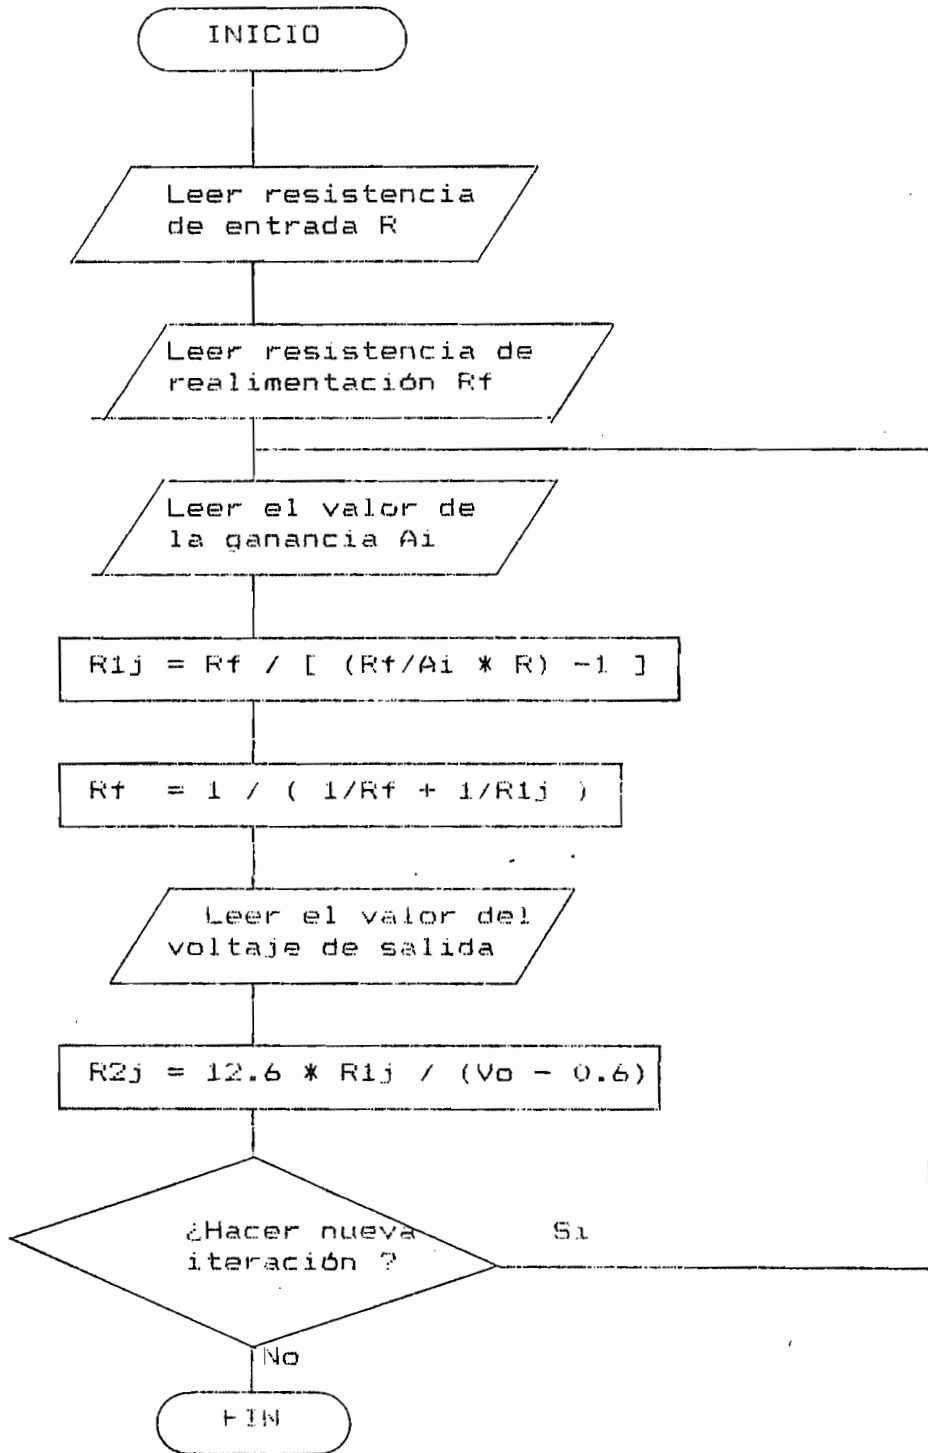 INICIO
Leer resistencia
de entrada R
Leer resistencia de
realimentación Rf
Leer el valor de
la ganancia Ai
R1j = Rf / [ (Rf/Ai * R) -1 ]
Rf = 1 / ( 1/Rf + 1/R1j )
Leer el valor del
voltaje de salida
R2j = 12.6 * R1j / (Vo - 0.6)
¿Hacer nueva
iteración ?
Si
No
FIN